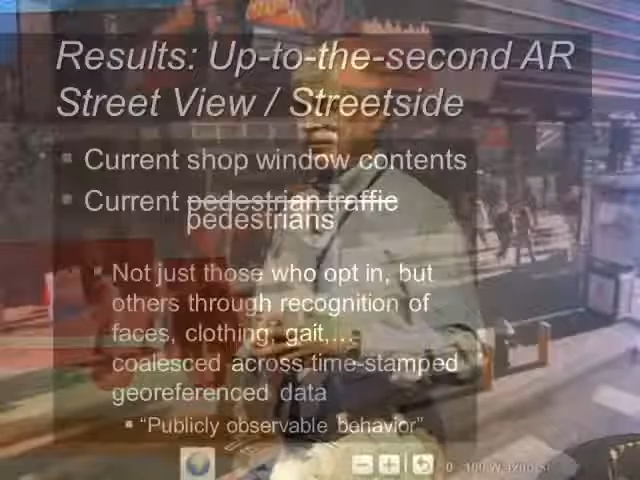 Results: Up-to-the-second AR
Street View / Streetside
Current shop window contents
Current pedestrian traffic
pedestrians
Not just those who opt in, but
others through recognition of
faces, clothing, gait,…
coalesced across time-stamped
georeferenced data
“Publicly observable behavior”